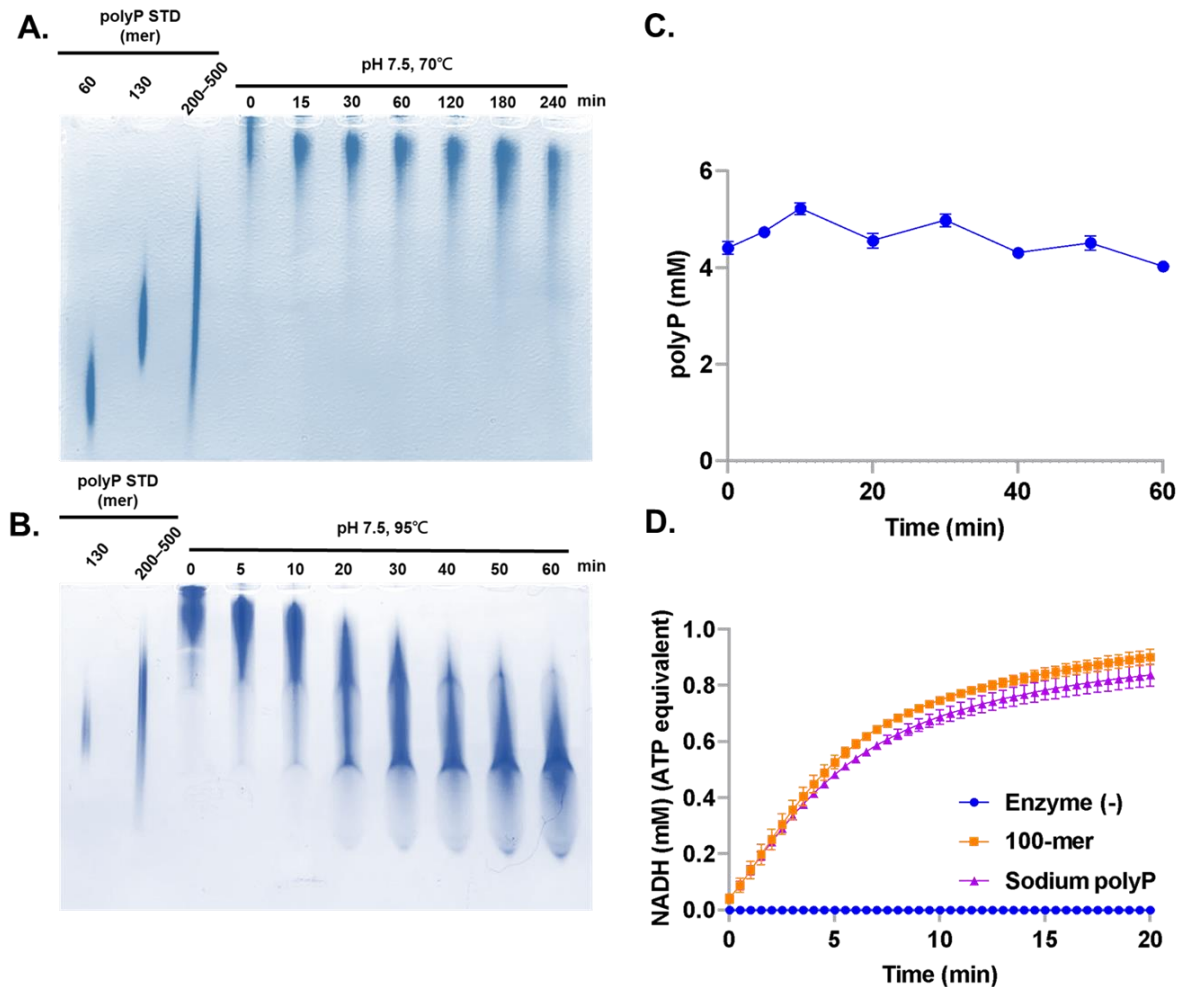 A.
polyP STD
(mer)
60
130
200–500
pH 7.5, 70℃
0 15 30 60 120 180 240 min
B.
polyP STD
(mer)
130
200–500
pH 7.5, 95℃
0 5 10 20 30 40 50 60 min
C.
polyP (mM)
6
4
2
0
0 20 40 60
Time (min)
D.
NADH (mM) (ATP equivalent)
1.0
0.8
0.6
0.4
0.2
0.0
Enzyme (-)
100-mer
Sodium polyP
0 5 10 15 20
Time (min)